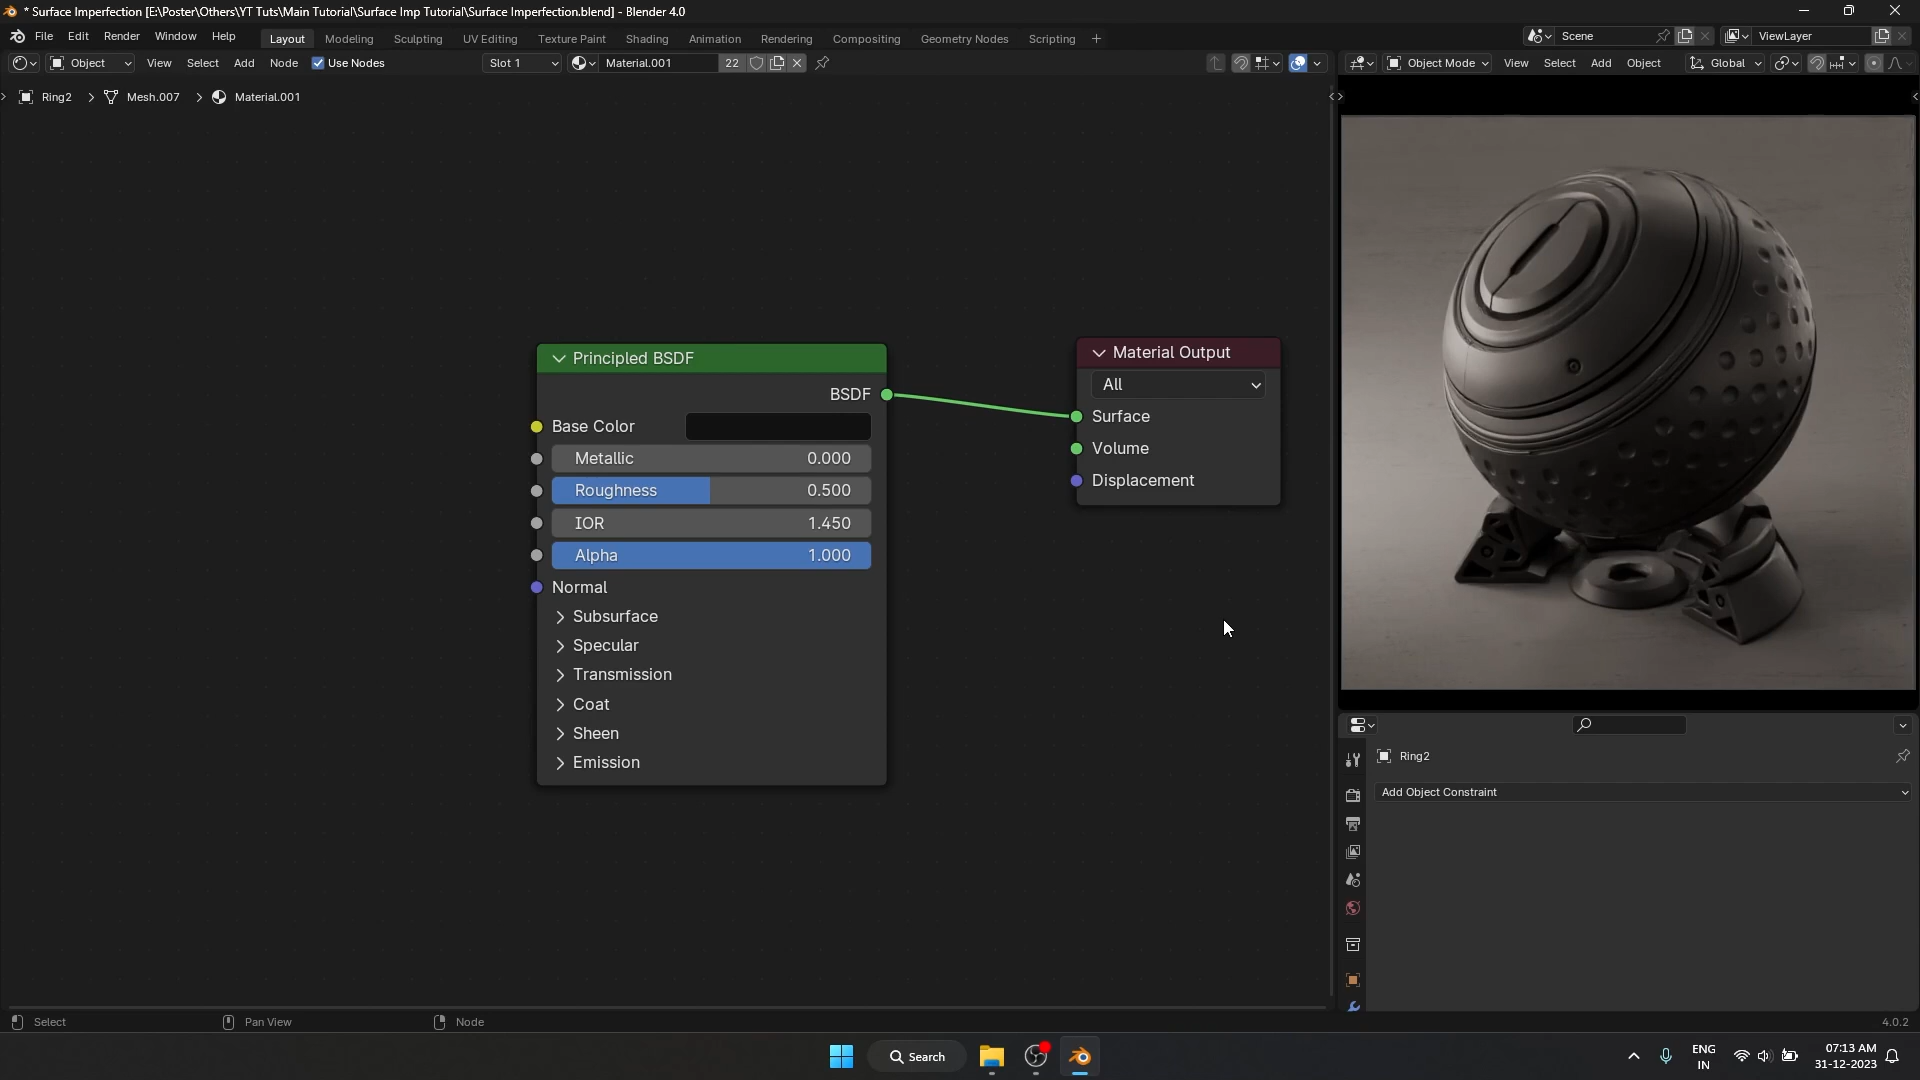 * Surface Imperfection [E:\Poster\Others\YT Tuts\Main Tutorial\Surface Imp Tutorial\Surface Imperfection.blend] - Blender 4.0
File Edit Render Window Help Layout Modeling Sculpting UV Editing Texture Paint Shading Animation Rendering Compositing Geometry Nodes Scripting + Scene ViewLayer
Object View Select Add Node Use Nodes Slot 1 Material.001 22 Object Mode View Select Add Object Global
Ring2 Mesh.007 Material.001
Principled BSDF
BSDF
Base Color
Metallic 0.000
Roughness 0.500
IOR 1.450
Alpha 1.000
Normal
Subsurface
Specular
Transmission
Coat
Sheen
Emission
Material Output
All
Surface
Volume
Displacement
Ring2
Add Object Constraint
Select Pan View Node 4.0.2
Search
ENG
IN
07:13 AM
31-12-2023